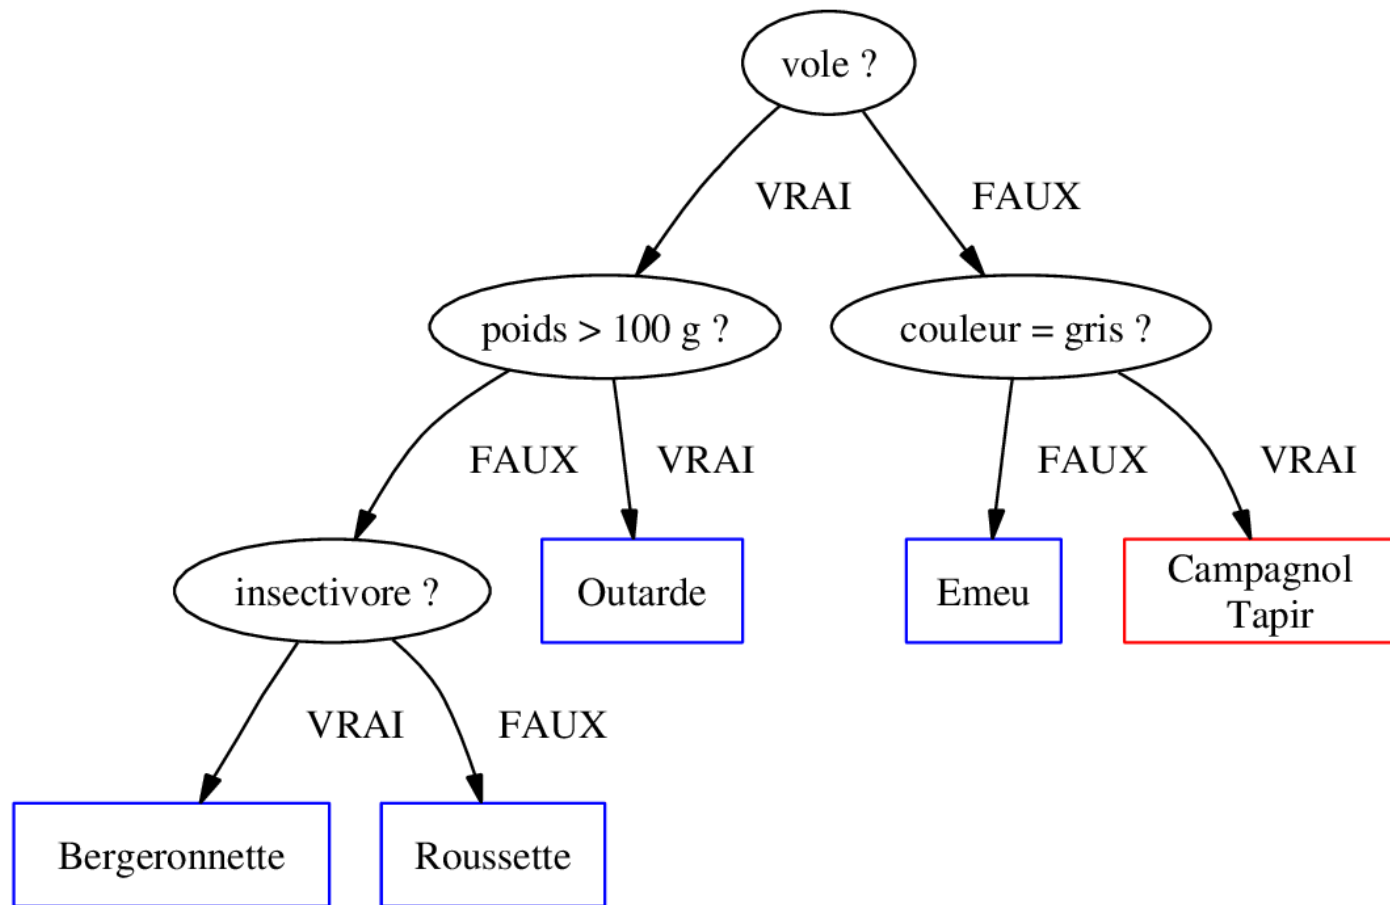 vole ?
VRAI
FAUX
poids > 100 g ?
couleur = gris ?
FAUX
VRAI
FAUX
VRAI
insectivore ?
Outarde
Emeu
Campagnol
Tapir
VRAI
FAUX
Bergeronnette
Roussette